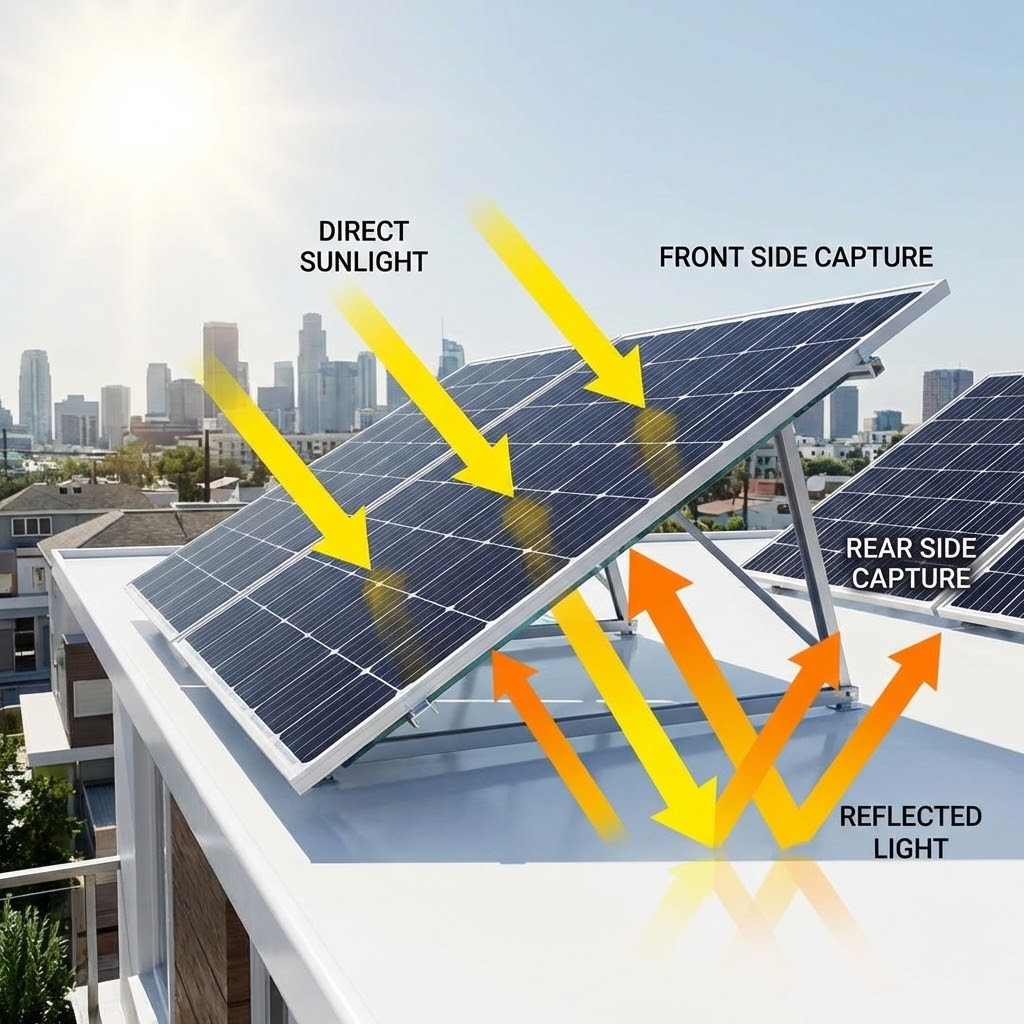 DIRECT
SUNLIGHT
FRONT SIDE CAPTURE
REAR SIDE
CAPTURE
REFLECTED
LIGHT